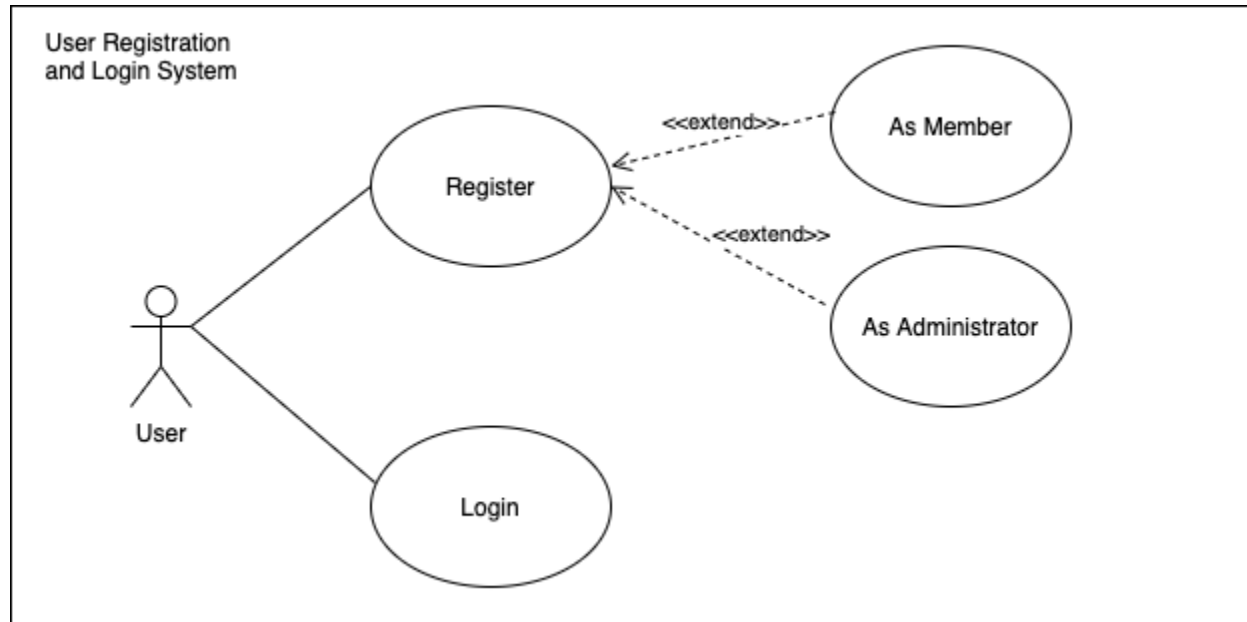 User Registration
and Login System
As Member
<<extend>>
Register
<<extend>>
As Administrator
User
Login